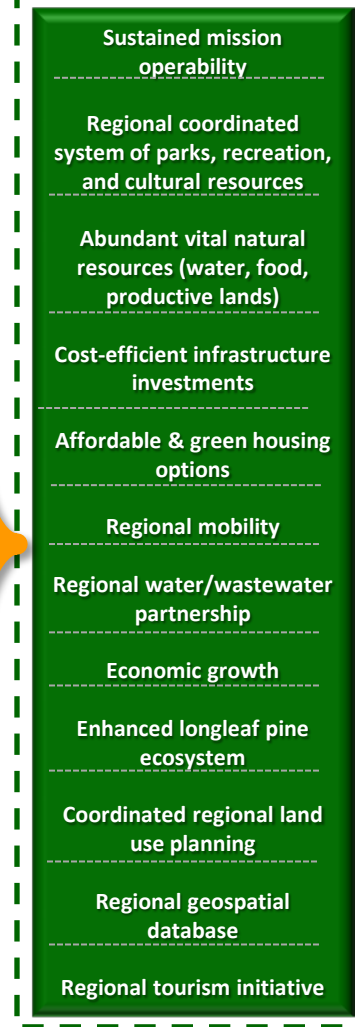 Sustained mission
operability
Regional coordinated
system of parks, recreation,
and cultural resources
Abundant vital natural
resources (water, food,
productive lands)
Cost-efficient infrastructure
investments
Affordable & green housing
options
Regional mobility
Regional water/wastewater
partnership
Economic growth
Enhanced longleaf pine
ecosystem
Coordinated regional land
use planning
Regional geospatial
database
Regional tourism initiative